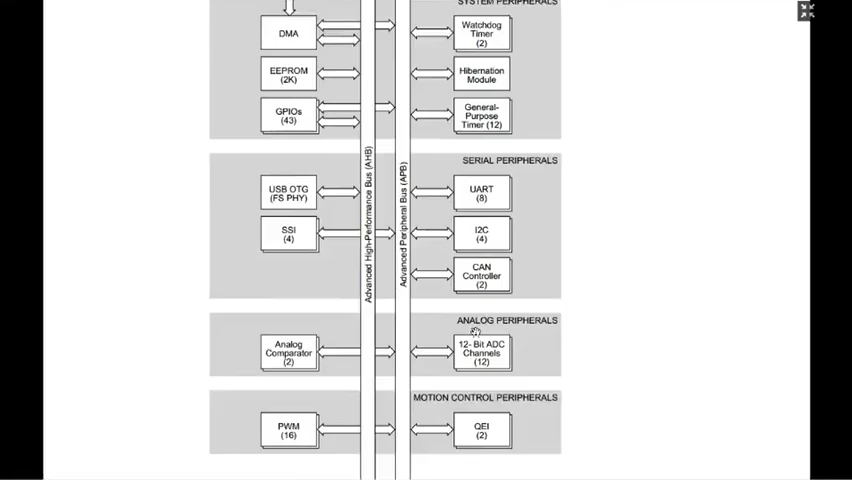 SYSTEM PERIPHERALS
DMA
Watchdog
Timer
(2)
EEPROM
(2K)
Hibernation
Module
GPIOs
(43)
General-
Purpose
Timer (12)
Advanced High-Performance Bus (AHB)
Advanced Peripheral Bus (APB)
SERIAL PERIPHERALS
USB OTG
(FS PHY)
UART
(8)
SSI
(4)
I2C
(4)
CAN
Controller
(2)
ANALOG PERIPHERALS
Analog
Comparator
(2)
12- Bit ADC
Channels
(12)
MOTION CONTROL PERIPHERALS
PWM
(16)
QEI
(2)